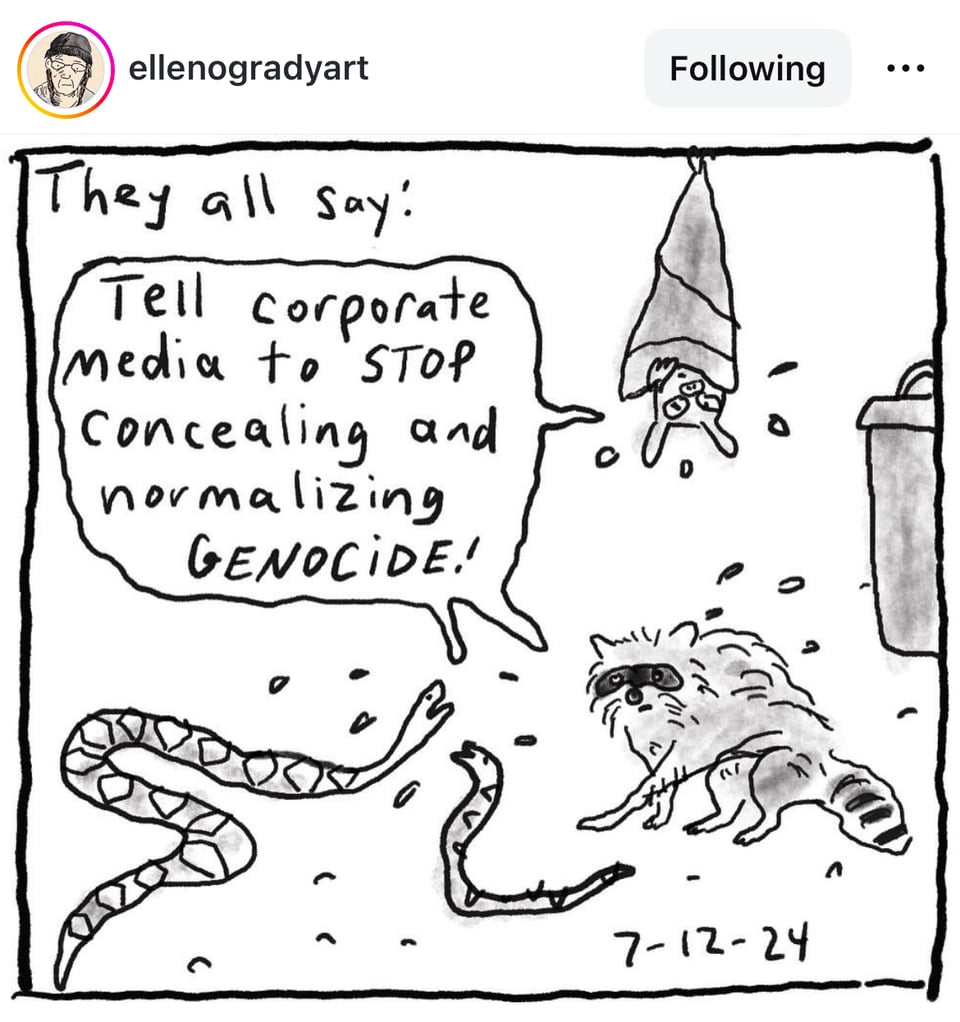 ellenogradyart
Following
They all say:
Tell corporate
media to STOP
concealing and
normalizing
GENOCiDE!
7-12-24